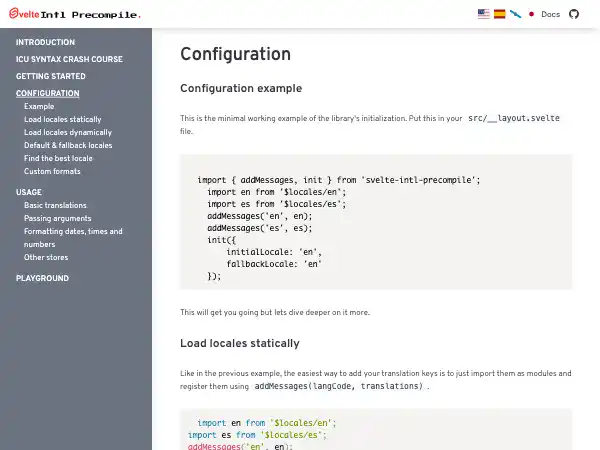 Svelte Intl Precompile.
Docs
INTRODUCTION
ICU SYNTAX CRASH COURSE
GETTING STARTED
CONFIGURATION
Example
Load locales statically
Load locales dynamically
Default & fallback locales
Find the best locale
Custom formats
USAGE
Basic translations
Passing arguments
Formatting dates, times and
numbers
Other stores
PLAYGROUND
Configuration
Configuration example
This is the minimal working example of the library's initialization. Put this in your src/__layout.svelte
file.
import { addMessages, init } from 'svelte-intl-precompile';
import en from '$locales/en';
import es from '$locales/es';
addMessages('en', en);
addMessages('es', es);
init({
initialLocale: 'en',
fallbackLocale: 'en'
});
This will get you going but lets dive deeper on it more.
Load locales statically
Like in the previous example, the easiest way to add your translation keys is to just import them as modules and
register them using addMessages(langCode, translations) .
import en from '$locales/en';
import es from '$locales/es';
addMessages('en', en);